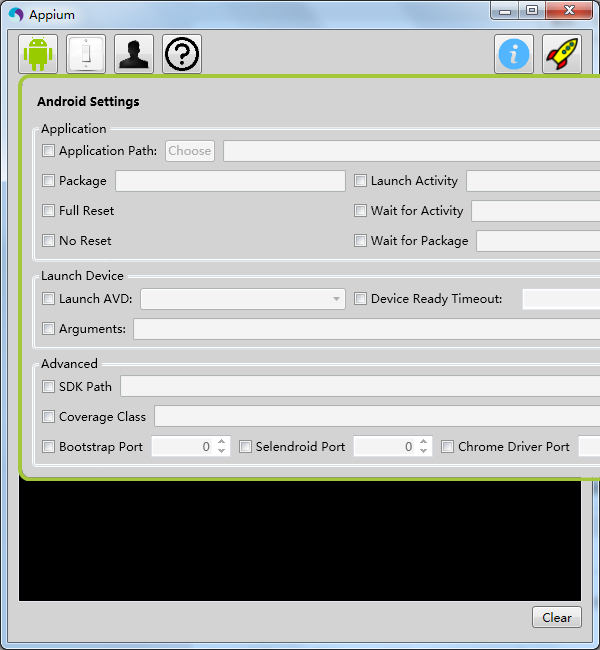 Appium
Android Settings
Application
Application Path: Choose
Package Launch Activity
Full Reset Wait for Activity
No Reset Wait for Package
Launch Device
Launch AVD: Device Ready Timeout:
Arguments:
Advanced
SDK Path
Coverage Class
Bootstrap Port 0 Selendroid Port 0 Chrome Driver Port
Clear